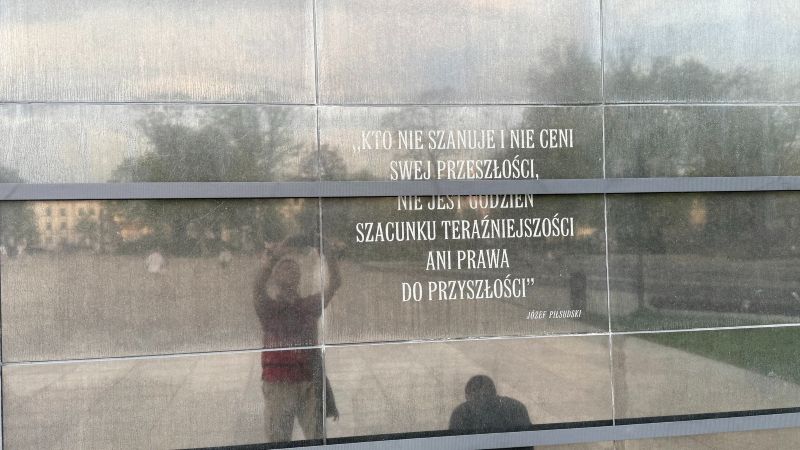 ,,KTO NIE SZANUJE I NIE CENI
SWEJ PRZESZŁOŚCI,
NIE JEST GODZIEN
SZACUNKU TERAŹNIEJSZOŚCI
ANI PRAWA
DO PRZYSZŁOŚCI”
JÓZEF PIŁSUDSKI